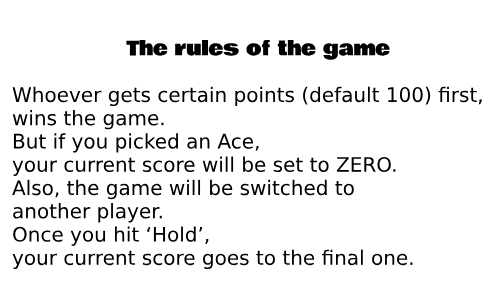 The rules of the game
Whoever gets certain points (default 100) first,
wins the game.
But if you picked an Ace,
your current score will be set to ZERO.
Also, the game will be switched to
another player.
Once you hit ‘Hold’,
your current score goes to the final one.